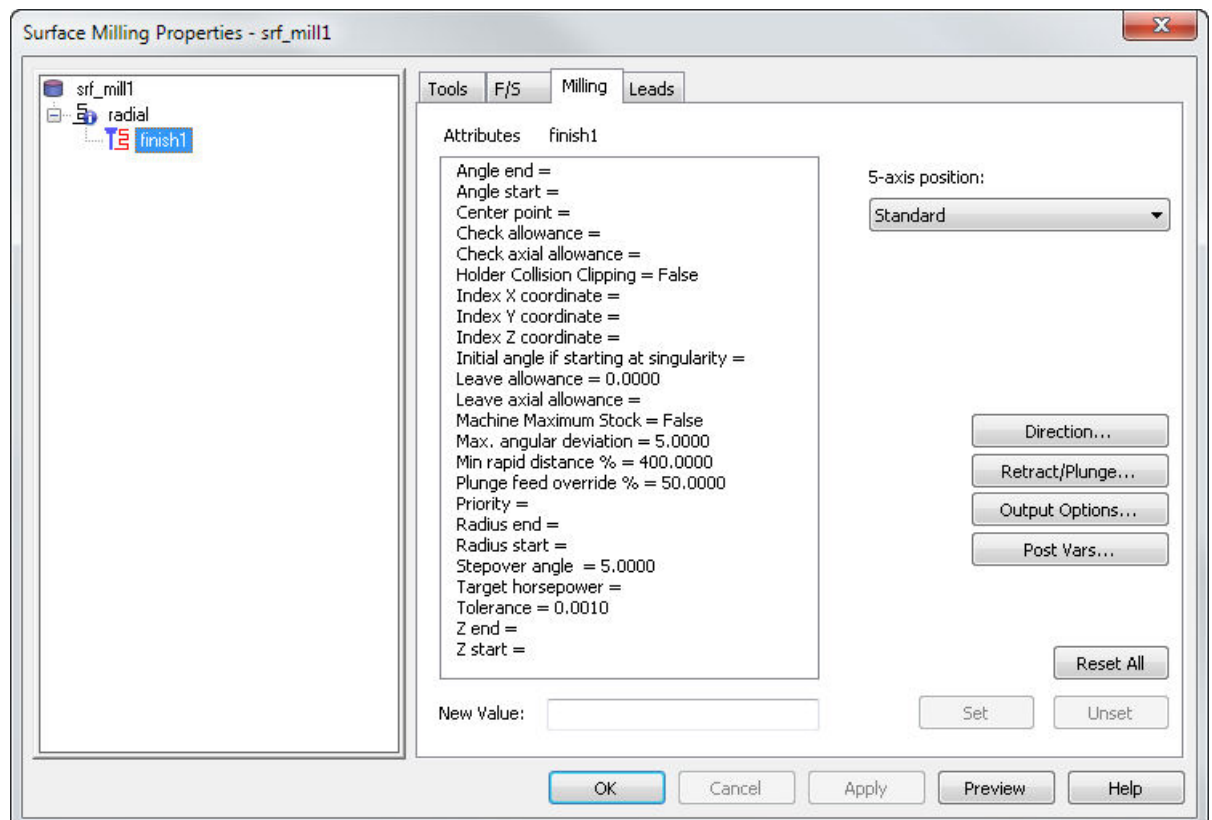 Surface Milling Properties - srf_mill1
srf_mill1
radial
finish1
Tools F/S Milling Leads
Attributes finish1
Angle end =
Angle start =
Center point =
Check allowance =
Check axial allowance =
Holder Collision Clipping = False
Index X coordinate =
Index Y coordinate =
Index Z coordinate =
Initial angle if starting at singularity =
Leave allowance = 0.0000
Leave axial allowance =
Machine Maximum Stock = False
Max. angular deviation = 5.0000
Min rapid distance % = 400.0000
Plunge feed override % = 50.0000
Priority =
Radius end =
Radius start =
Stepover angle = 5.0000
Target horsepower =
Tolerance = 0.0010
Z end =
Z start =
5-axis position:
Standard
Direction...
Retract/Plunge...
Output Options...
Post Vars...
Reset All
New Value:
Set Unset
OK Cancel Apply Preview Help